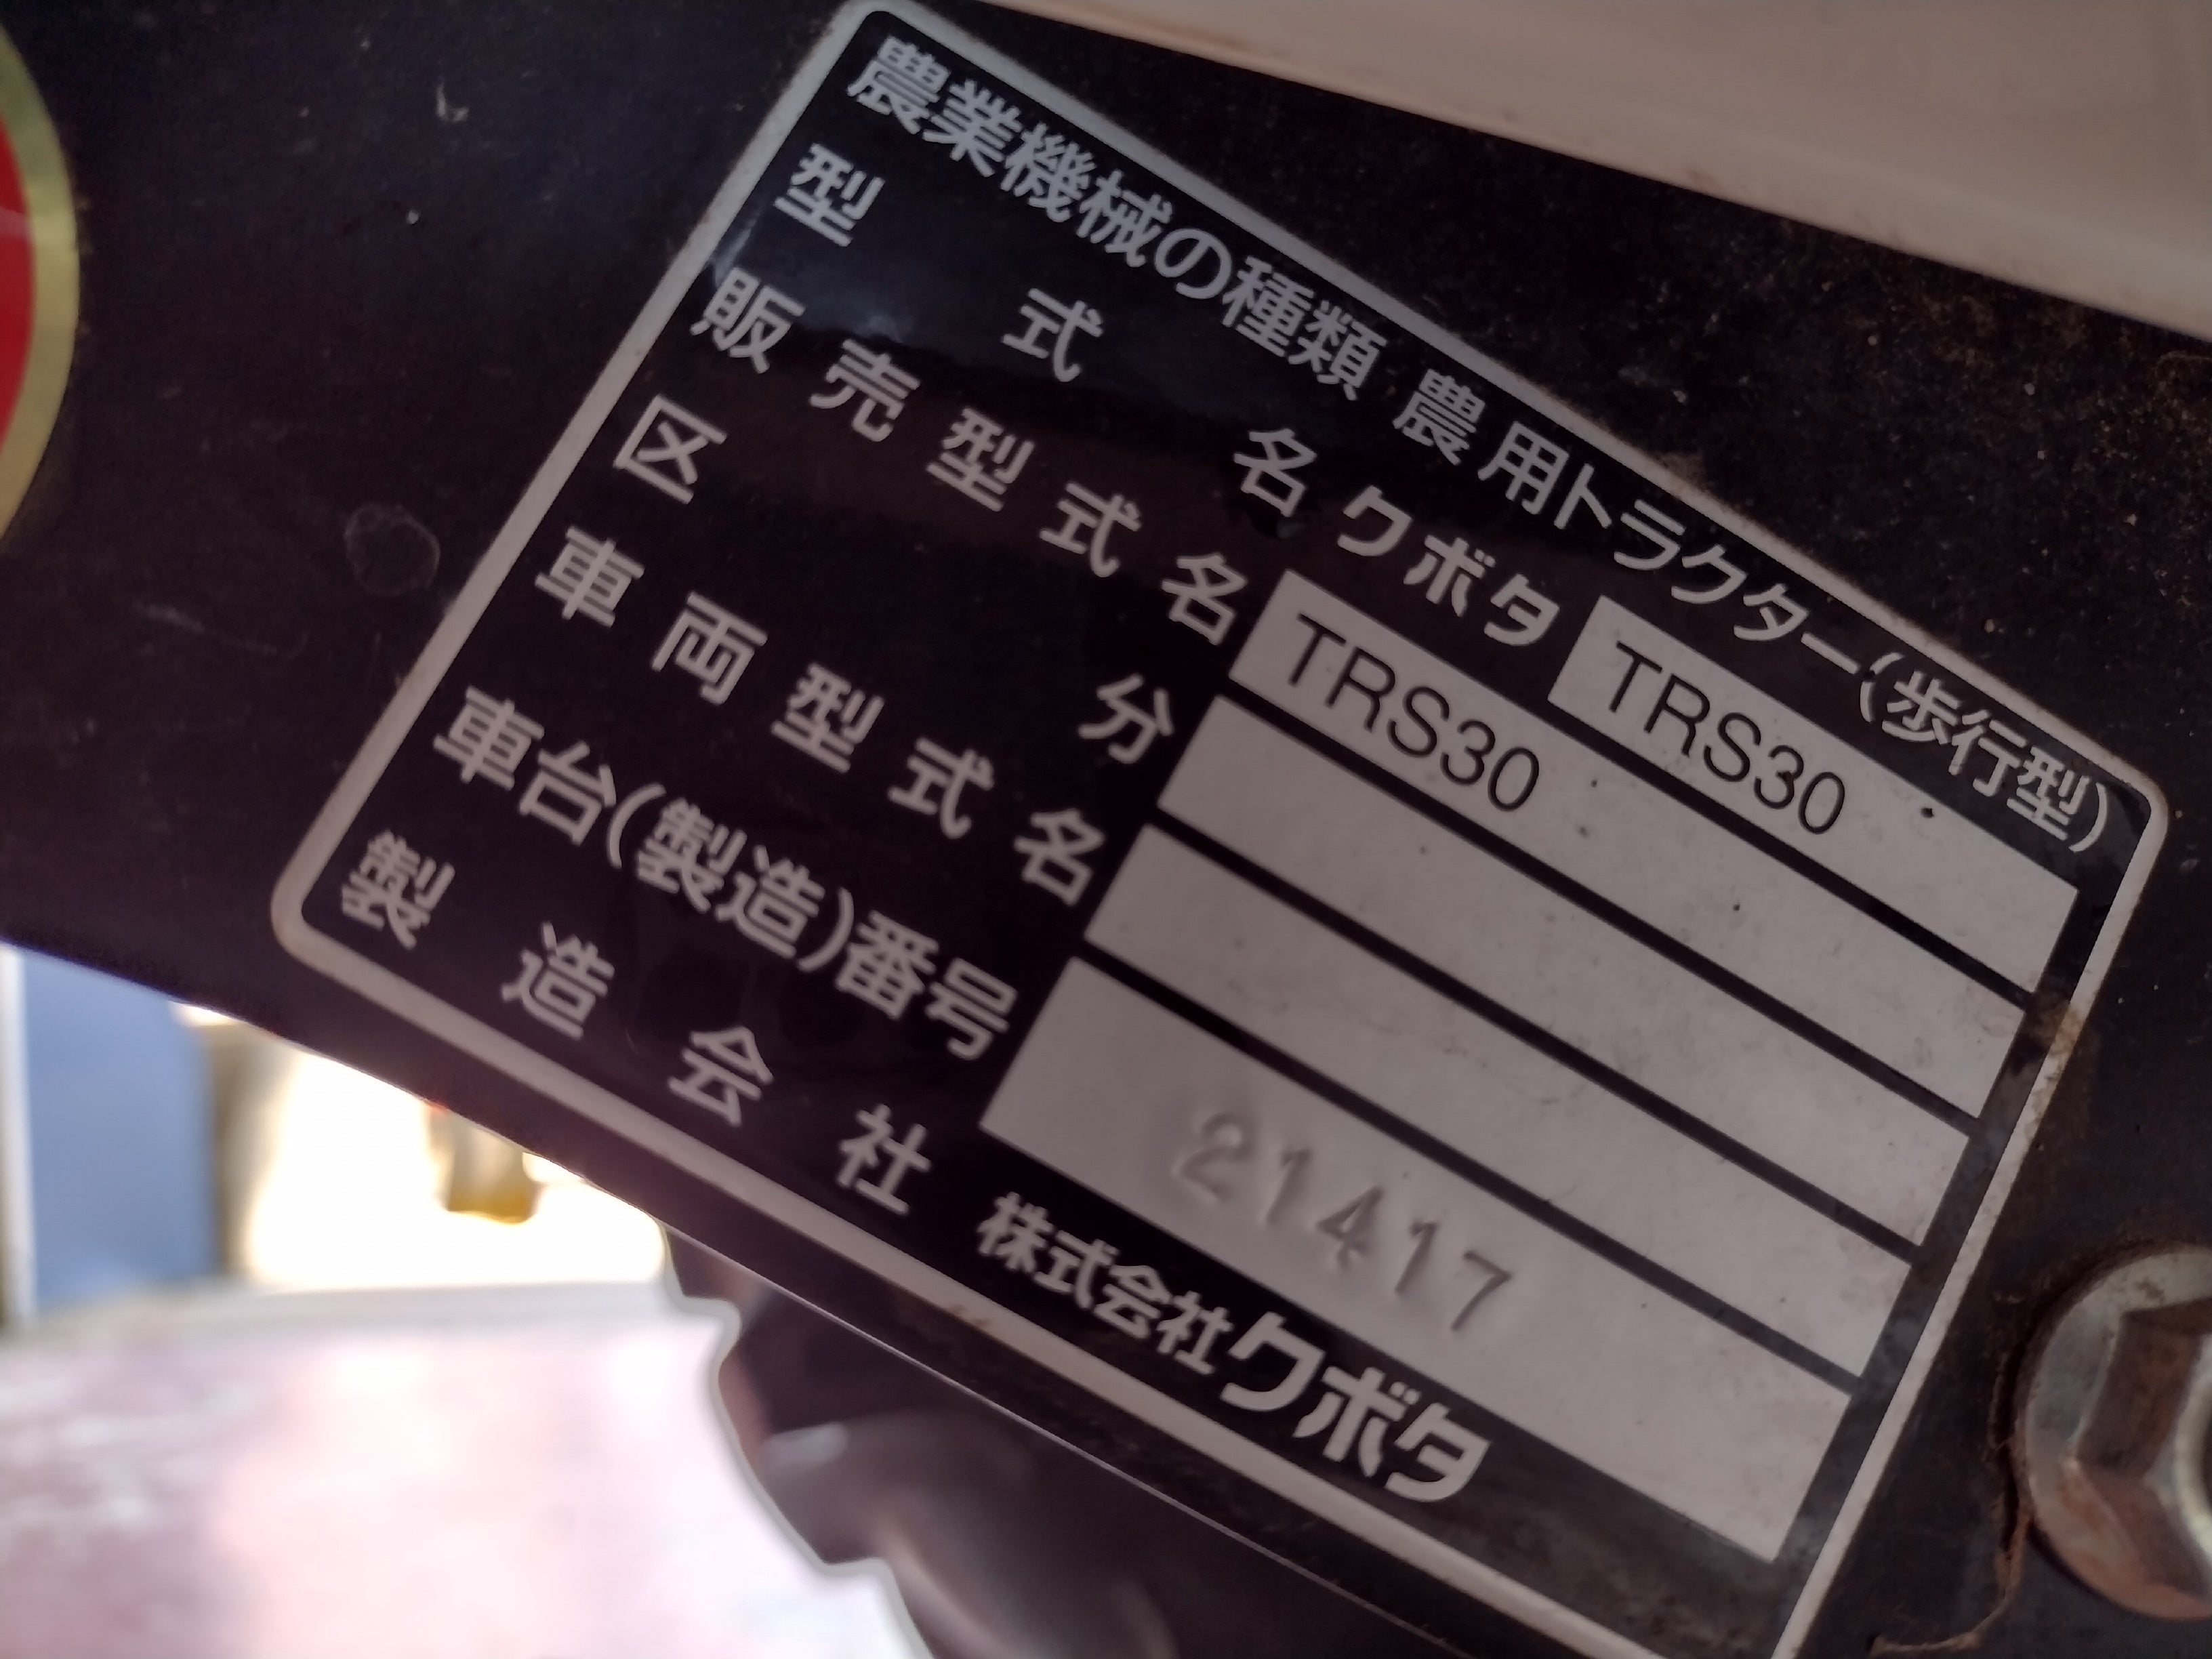 農業機械の種類 農用トラクター(歩行型)
型式名 クボタ TRS30
販売型式名 TRS30
区分
車両型式名
車台(製造)番号 21417
製造会社 株式会社クボタ